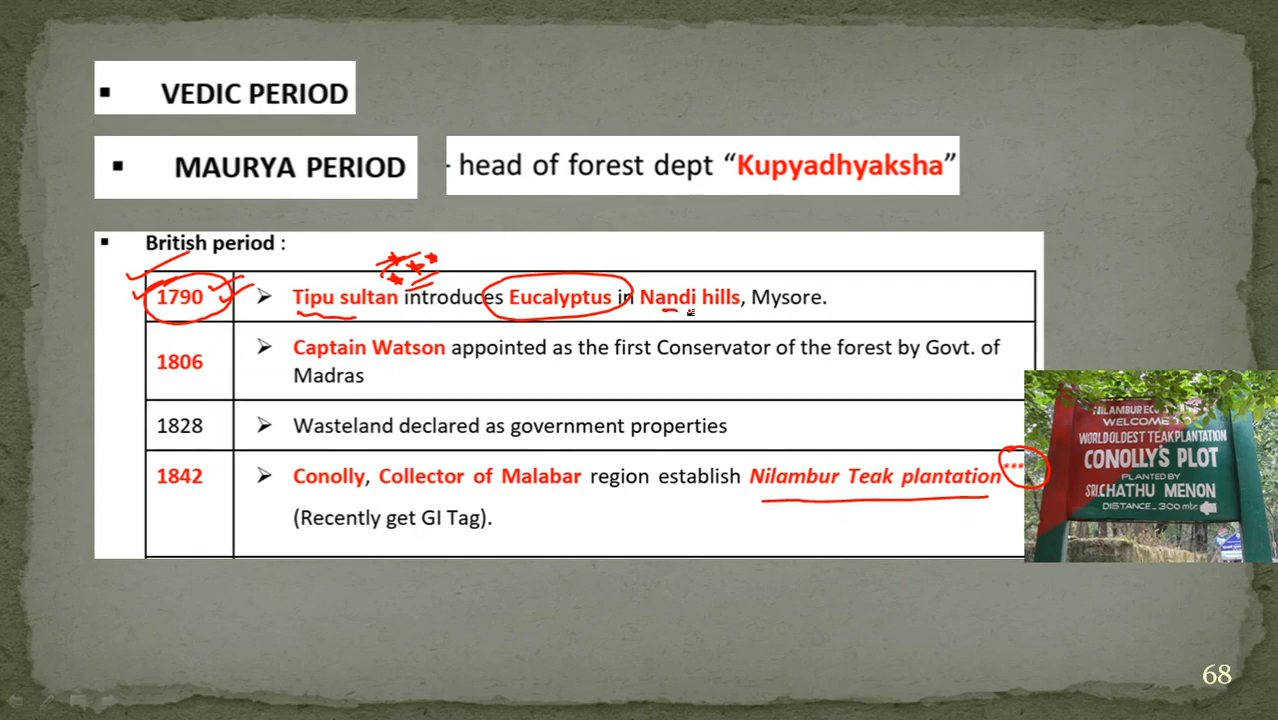 ▪ VEDIC PERIOD
▪ MAURYA PERIOD
- head of forest dept “Kupyadhyaksha”
▪ British period :
1790 ➢ Tipu sultan introduces Eucalyptus in Nandi hills, Mysore.
1806 ➢ Captain Watson appointed as the first Conservator of the forest by Govt. of
Madras
1828 ➢ Wasteland declared as government properties
1842 ➢ Conolly, Collector of Malabar region establish Nilambur Teak plantation***
(Recently get GI Tag).
WELCOME TO
WORLD OLDEST TEAK PLANTATION
CONOLLY'S PLOT
PLANTED BY
SRI.CHATHU MENON
DISTANCE_300 mtr.
68